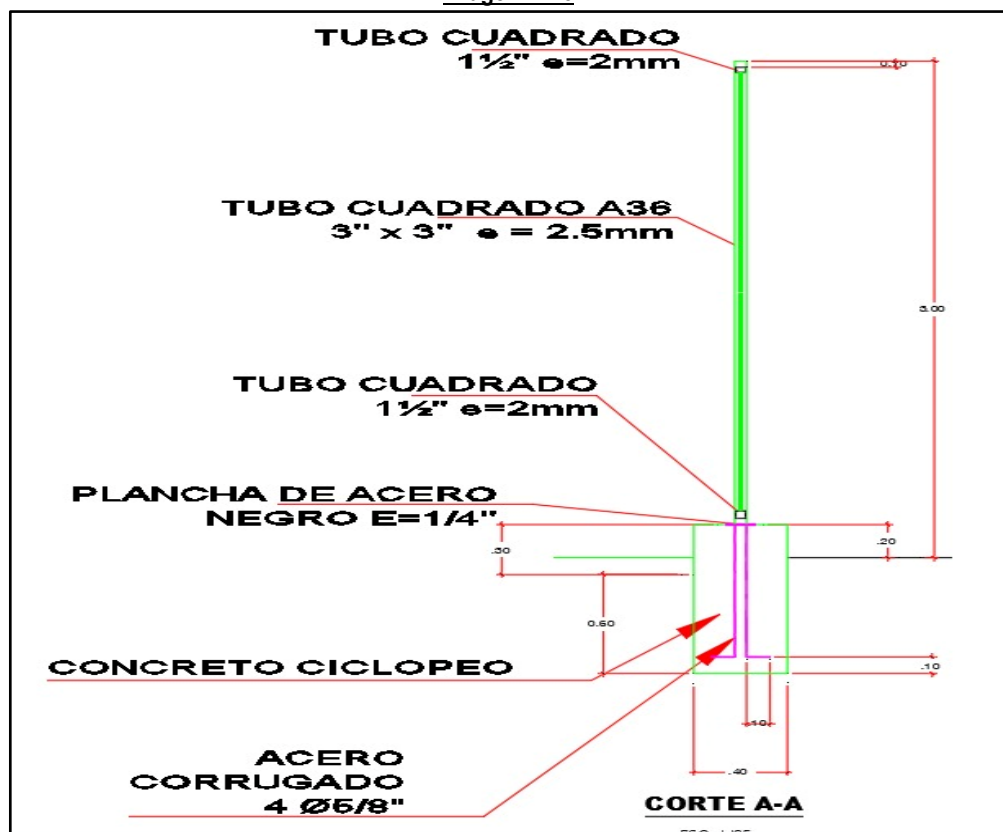 TUBO CUADRADO
1½" e=2mm
TUBO CUADRADO A36
3" x 3" e = 2.5mm
3.00
TUBO CUADRADO
1½" e=2mm
PLANCHA DE ACERO
NEGRO E=1/4"
.30
.20
0.60
CONCRETO CICLOPEO
.10
.10
.40
ACERO
CORRUGADO
4 Ø5/8"
CORTE A-A